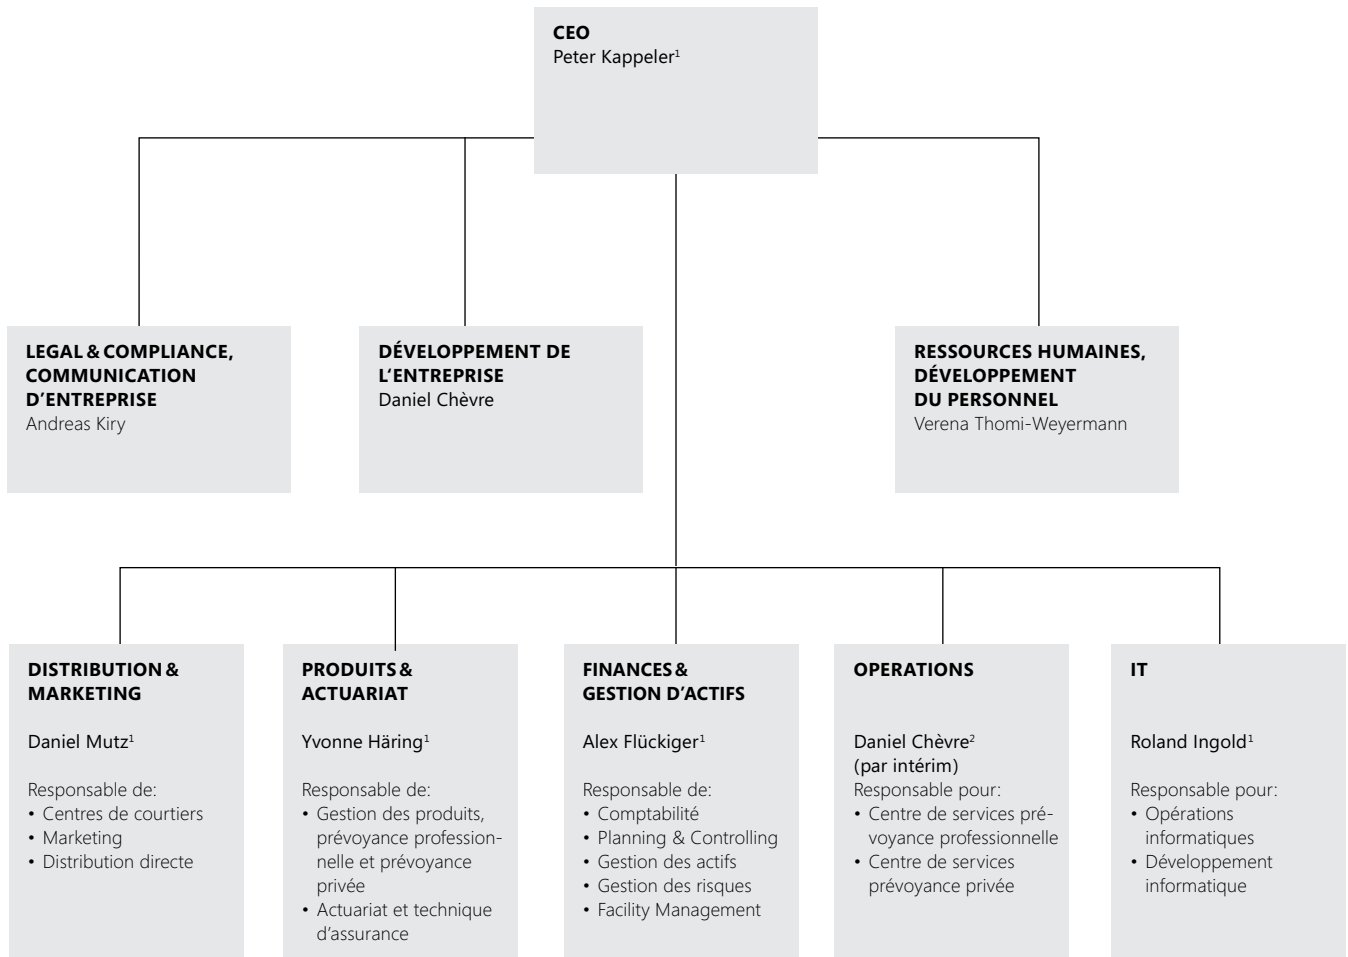 CEO
Peter Kappeler¹
LEGAL & COMPLIANCE,
COMMUNICATION
D’ENTREPRISE
Andreas Kiry
DÉVELOPPEMENT DE
L‘ENTREPRISE
Daniel Chèvre
RESSOURCES HUMAINES,
DÉVELOPPEMENT
DU PERSONNEL
Verena Thomi-Weyermann
DISTRIBUTION &
MARKETING
Daniel Mutz¹
Responsable de:
• Centres de courtiers
• Marketing
• Distribution directe
PRODUITS &
ACTUARIAT
Yvonne Häring¹
Responsable de:
• Gestion des produits,
prévoyance profession-
nelle et prévoyance
privée
• Actuariat et technique
d’assurance
FINANCES &
GESTION D’ACTIFS
Alex Flückiger¹
Responsable de:
• Comptabilité
• Planning & Controlling
• Gestion des actifs
• Gestion des risques
• Facility Management
OPERATIONS
Daniel Chèvre²
(par intérim)
Responsable pour:
• Centre de services pré-
voyance professionnelle
• Centre de services
prévoyance privée
IT
Roland Ingold¹
Responsable pour:
• Opérations
informatiques
• Développement
informatique